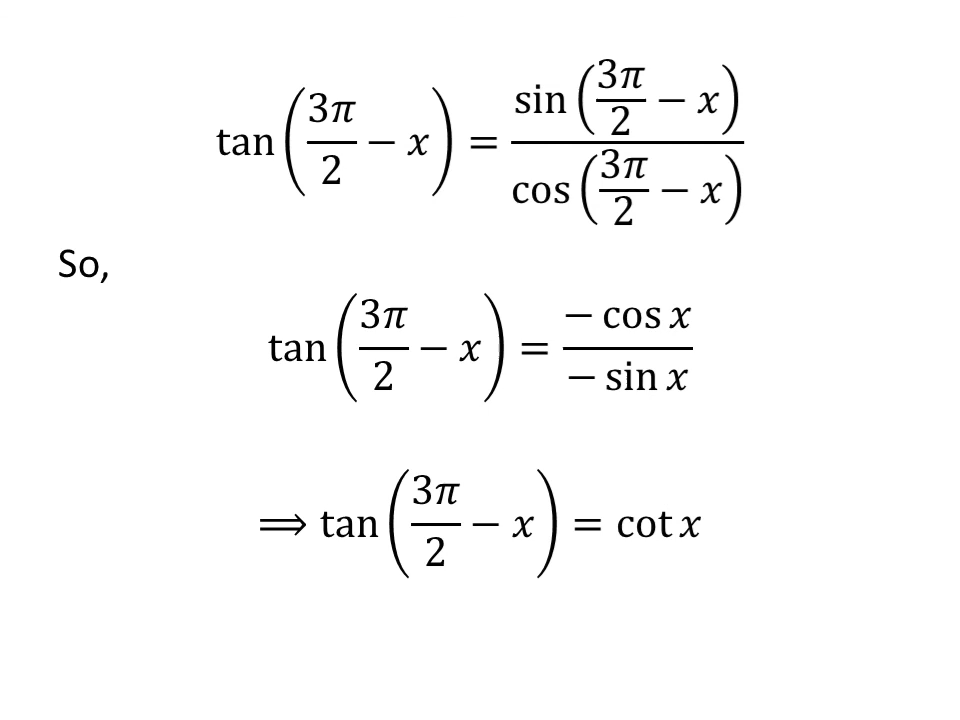 tan(3π/2 − x) = sin(3π/2 − x) / cos(3π/2 − x)
So,
tan(3π/2 − x) = − cos x / − sin x
⟹ tan(3π/2 − x) = cot x